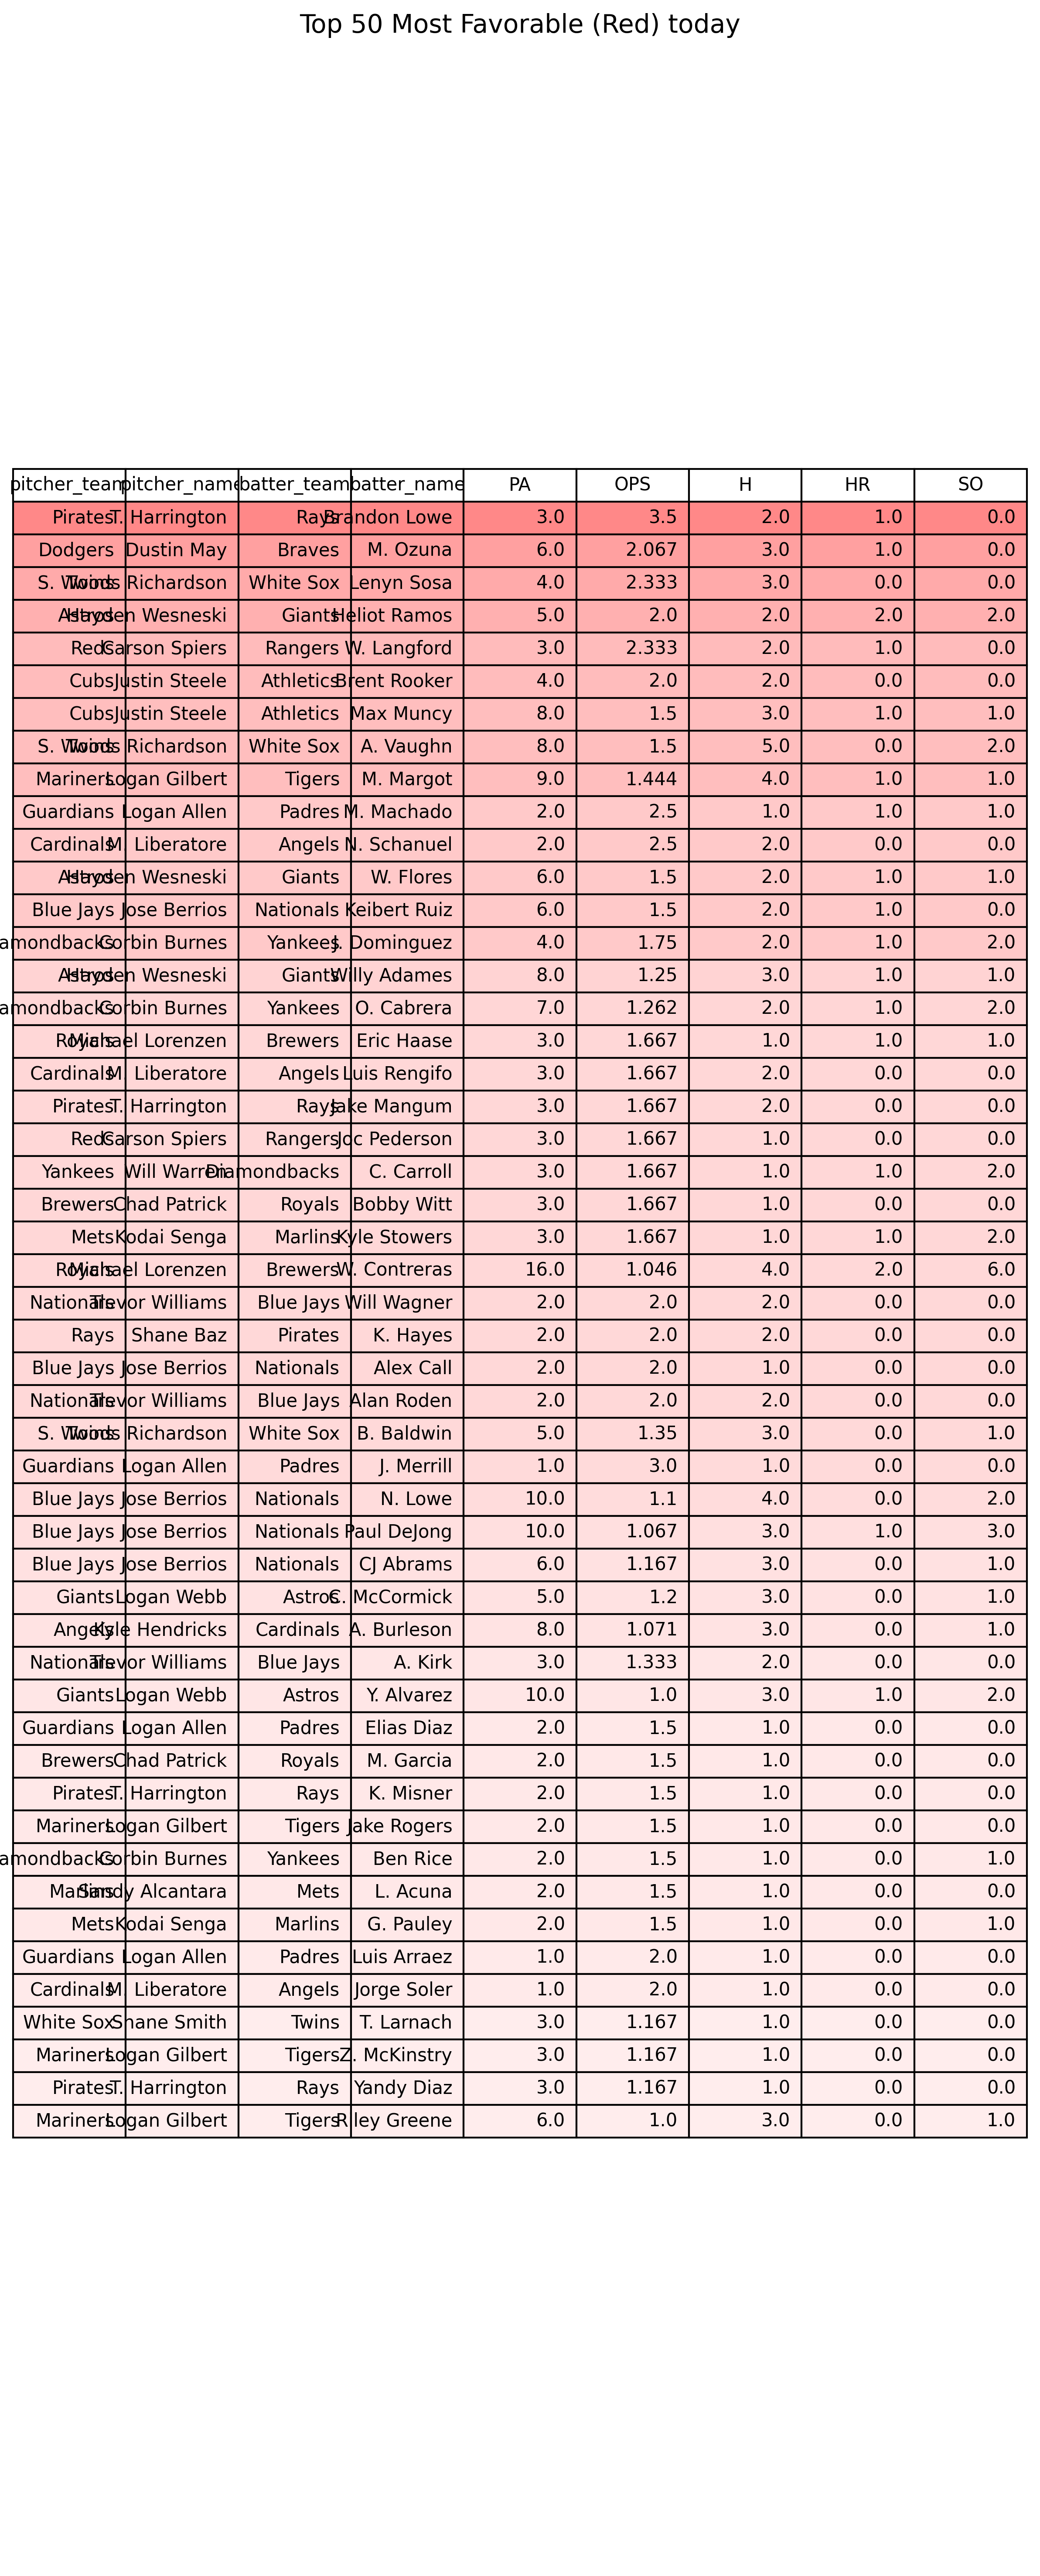 Top 50 Most Favorable (Red) today
pitcher_team pitcher_name batter_team batter_name PA OPS H HR SO
Pirates T. Harrington Rays Brandon Lowe 3.0 3.5 2.0 1.0 0.0
Dodgers Dustin May Braves M. Ozuna 6.0 2.067 3.0 1.0 0.0
Twins S. Woods Richardson White Sox Lenyn Sosa 4.0 2.333 3.0 0.0 0.0
Astros Hayden Wesneski Giants Heliot Ramos 5.0 2.0 2.0 2.0 2.0
Reds Carson Spiers Rangers W. Langford 3.0 2.333 2.0 1.0 0.0
Cubs Justin Steele Athletics Brent Rooker 4.0 2.0 2.0 0.0 0.0
Cubs Justin Steele Athletics Max Muncy 8.0 1.5 3.0 1.0 1.0
Twins S. Woods Richardson White Sox A. Vaughn 8.0 1.5 5.0 0.0 2.0
Mariners Logan Gilbert Tigers M. Margot 9.0 1.444 4.0 1.0 1.0
Guardians Logan Allen Padres M. Machado 2.0 2.5 1.0 1.0 1.0
Cardinals M. Liberatore Angels N. Schanuel 2.0 2.5 2.0 0.0 0.0
Astros Hayden Wesneski Giants W. Flores 6.0 1.5 2.0 1.0 1.0
Blue Jays Jose Berrios Nationals Keibert Ruiz 6.0 1.5 2.0 1.0 0.0
amondbacks Corbin Burnes Yankees J. Dominguez 4.0 1.75 2.0 1.0 2.0
Astros Hayden Wesneski Giants Willy Adames 8.0 1.25 3.0 1.0 1.0
amondbacks Corbin Burnes Yankees O. Cabrera 7.0 1.262 2.0 1.0 2.0
Royals Michael Lorenzen Brewers Eric Haase 3.0 1.667 1.0 1.0 1.0
Cardinals M. Liberatore Angels Luis Rengifo 3.0 1.667 2.0 0.0 0.0
Pirates T. Harrington Rays Jake Mangum 3.0 1.667 2.0 0.0 0.0
Reds Carson Spiers Rangers Joc Pederson 3.0 1.667 1.0 0.0 0.0
Yankees Will Warren Diamondbacks C. Carroll 3.0 1.667 1.0 1.0 2.0
Brewers Chad Patrick Royals Bobby Witt 3.0 1.667 1.0 0.0 0.0
Mets Kodai Senga Marlins Kyle Stowers 3.0 1.667 1.0 1.0 2.0
Royals Michael Lorenzen Brewers W. Contreras 16.0 1.046 4.0 2.0 6.0
Nationals Trevor Williams Blue Jays Will Wagner 2.0 2.0 2.0 0.0 0.0
Rays Shane Baz Pirates K. Hayes 2.0 2.0 2.0 0.0 0.0
Blue Jays Jose Berrios Nationals Alex Call 2.0 2.0 1.0 0.0 0.0
Nationals Trevor Williams Blue Jays Alan Roden 2.0 2.0 2.0 0.0 0.0
Twins S. Woods Richardson White Sox B. Baldwin 5.0 1.35 3.0 0.0 1.0
Guardians Logan Allen Padres J. Merrill 1.0 3.0 1.0 0.0 0.0
Blue Jays Jose Berrios Nationals N. Lowe 10.0 1.1 4.0 0.0 2.0
Blue Jays Jose Berrios Nationals Paul DeJong 10.0 1.067 3.0 1.0 3.0
Blue Jays Jose Berrios Nationals CJ Abrams 6.0 1.167 3.0 0.0 1.0
Giants Logan Webb Astros C. McCormick 5.0 1.2 3.0 0.0 1.0
Angels Kyle Hendricks Cardinals A. Burleson 8.0 1.071 3.0 0.0 1.0
Nationals Trevor Williams Blue Jays A. Kirk 3.0 1.333 2.0 0.0 0.0
Giants Logan Webb Astros Y. Alvarez 10.0 1.0 3.0 1.0 2.0
Guardians Logan Allen Padres Elias Diaz 2.0 1.5 1.0 0.0 0.0
Brewers Chad Patrick Royals M. Garcia 2.0 1.5 1.0 0.0 0.0
Pirates T. Harrington Rays K. Misner 2.0 1.5 1.0 0.0 0.0
Mariners Logan Gilbert Tigers Jake Rogers 2.0 1.5 1.0 0.0 0.0
amondbacks Corbin Burnes Yankees Ben Rice 2.0 1.5 1.0 0.0 1.0
Marlins Sandy Alcantara Mets L. Acuna 2.0 1.5 1.0 0.0 0.0
Mets Kodai Senga Marlins G. Pauley 2.0 1.5 1.0 0.0 1.0
Guardians Logan Allen Padres Luis Arraez 1.0 2.0 1.0 0.0 0.0
Cardinals M. Liberatore Angels Jorge Soler 1.0 2.0 1.0 0.0 0.0
White Sox Shane Smith Twins T. Larnach 3.0 1.167 1.0 0.0 0.0
Mariners Logan Gilbert Tigers Z. McKinstry 3.0 1.167 1.0 0.0 0.0
Pirates T. Harrington Rays Yandy Diaz 3.0 1.167 1.0 0.0 0.0
Mariners Logan Gilbert Tigers Riley Greene 6.0 1.0 3.0 0.0 1.0